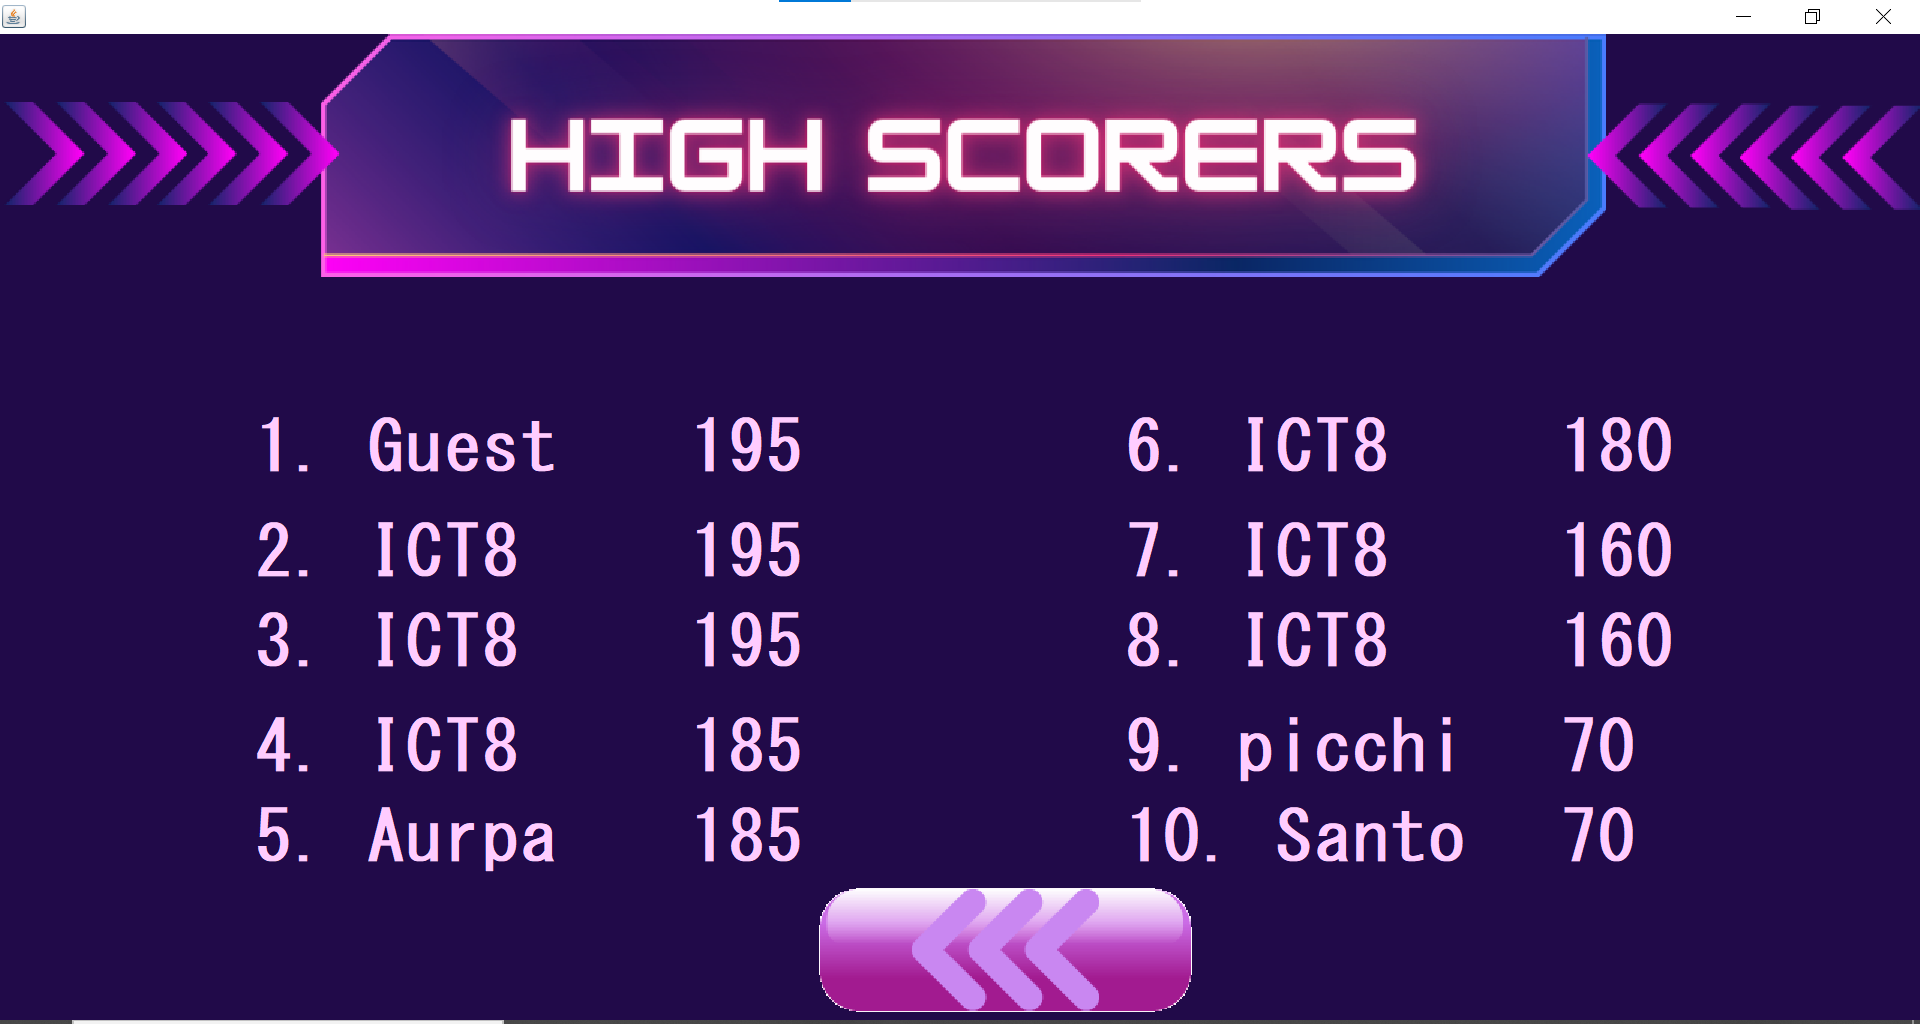 HIGH SCORERS
1. Guest 195
2. ICT8 195
3. ICT8 195
4. ICT8 185
5. Aurpa 185
6. ICT8 180
7. ICT8 160
8. ICT8 160
9. picchi 70
10. Santo 70